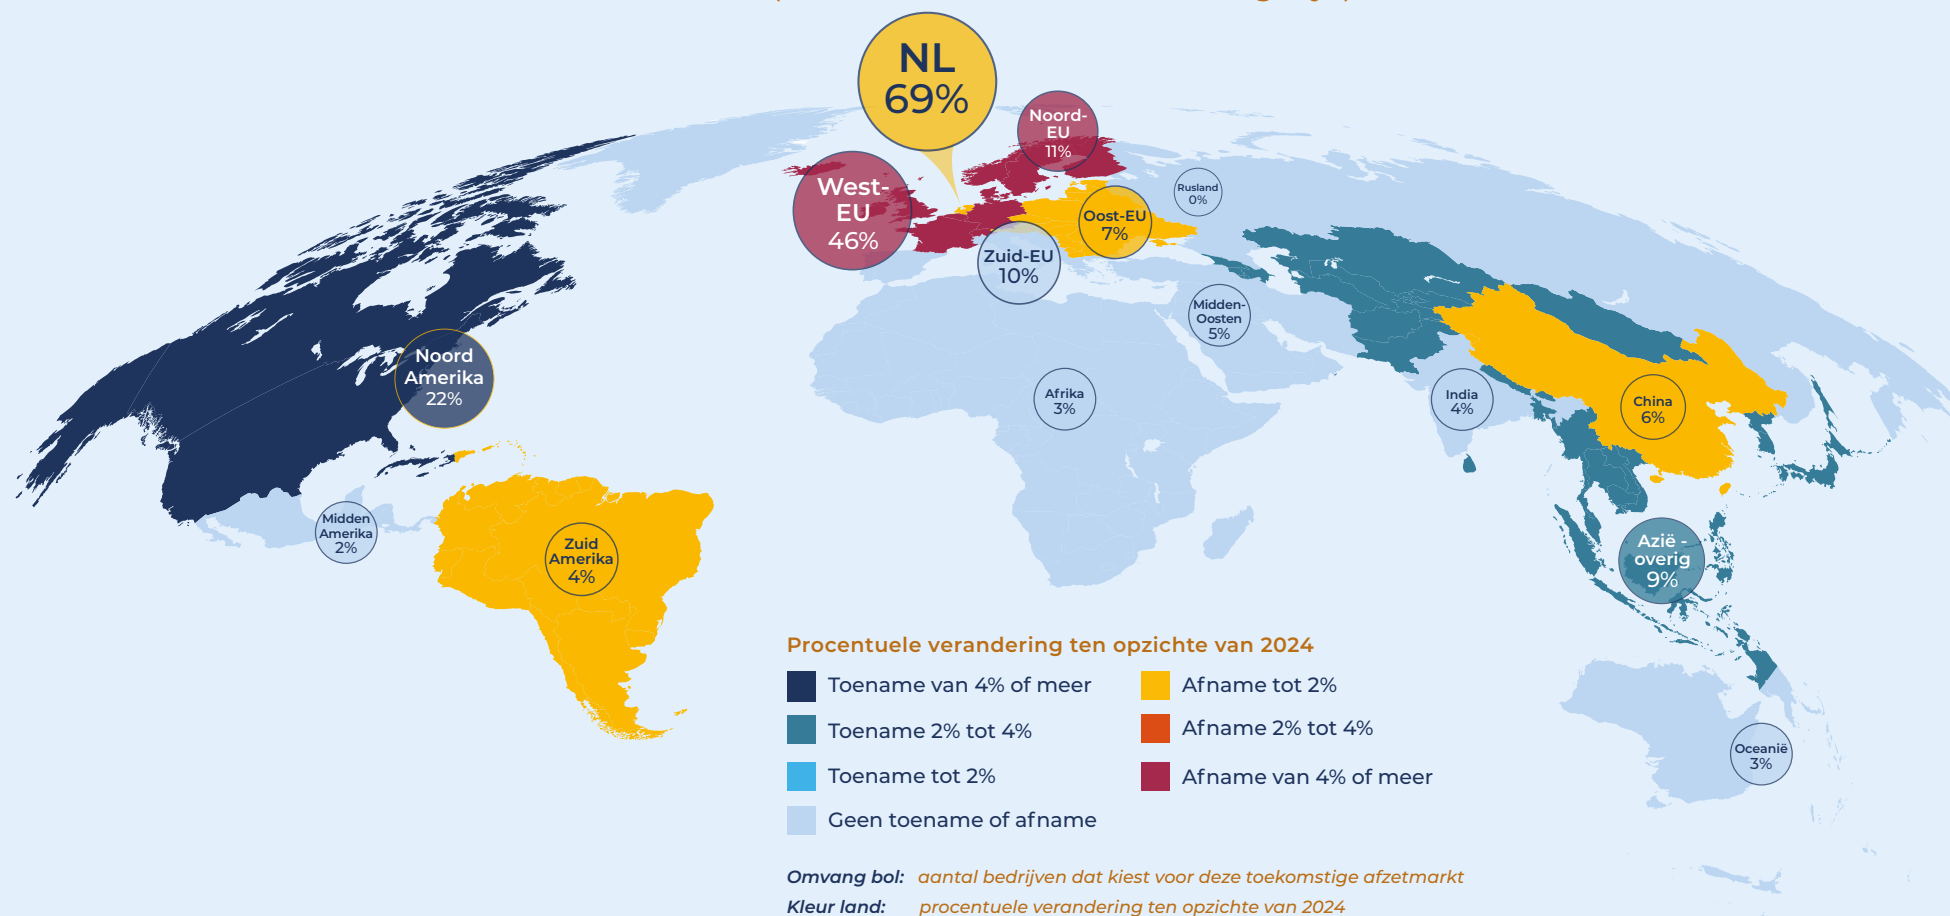 NL
69%
Noord-
EU
11%
West-
EU
46%
Rusland
0%
Oost-EU
7%
Zuid-EU
10%
Midden-
Oosten
5%
Noord
Amerika
22%
Afrika
3%
India
4%
China
6%
Midden
Amerika
2%
Zuid
Amerika
4%
Azië -
overig
9%
Oceanië
3%
Procentuele verandering ten opzichte van 2024
Toename van 4% of meer
Toename 2% tot 4%
Toename tot 2%
Geen toename of afname
Afname tot 2%
Afname 2% tot 4%
Afname van 4% of meer
Omvang bol: aantal bedrijven dat kiest voor deze toekomstige afzetmarkt
Kleur land: procentuele verandering ten opzichte van 2024